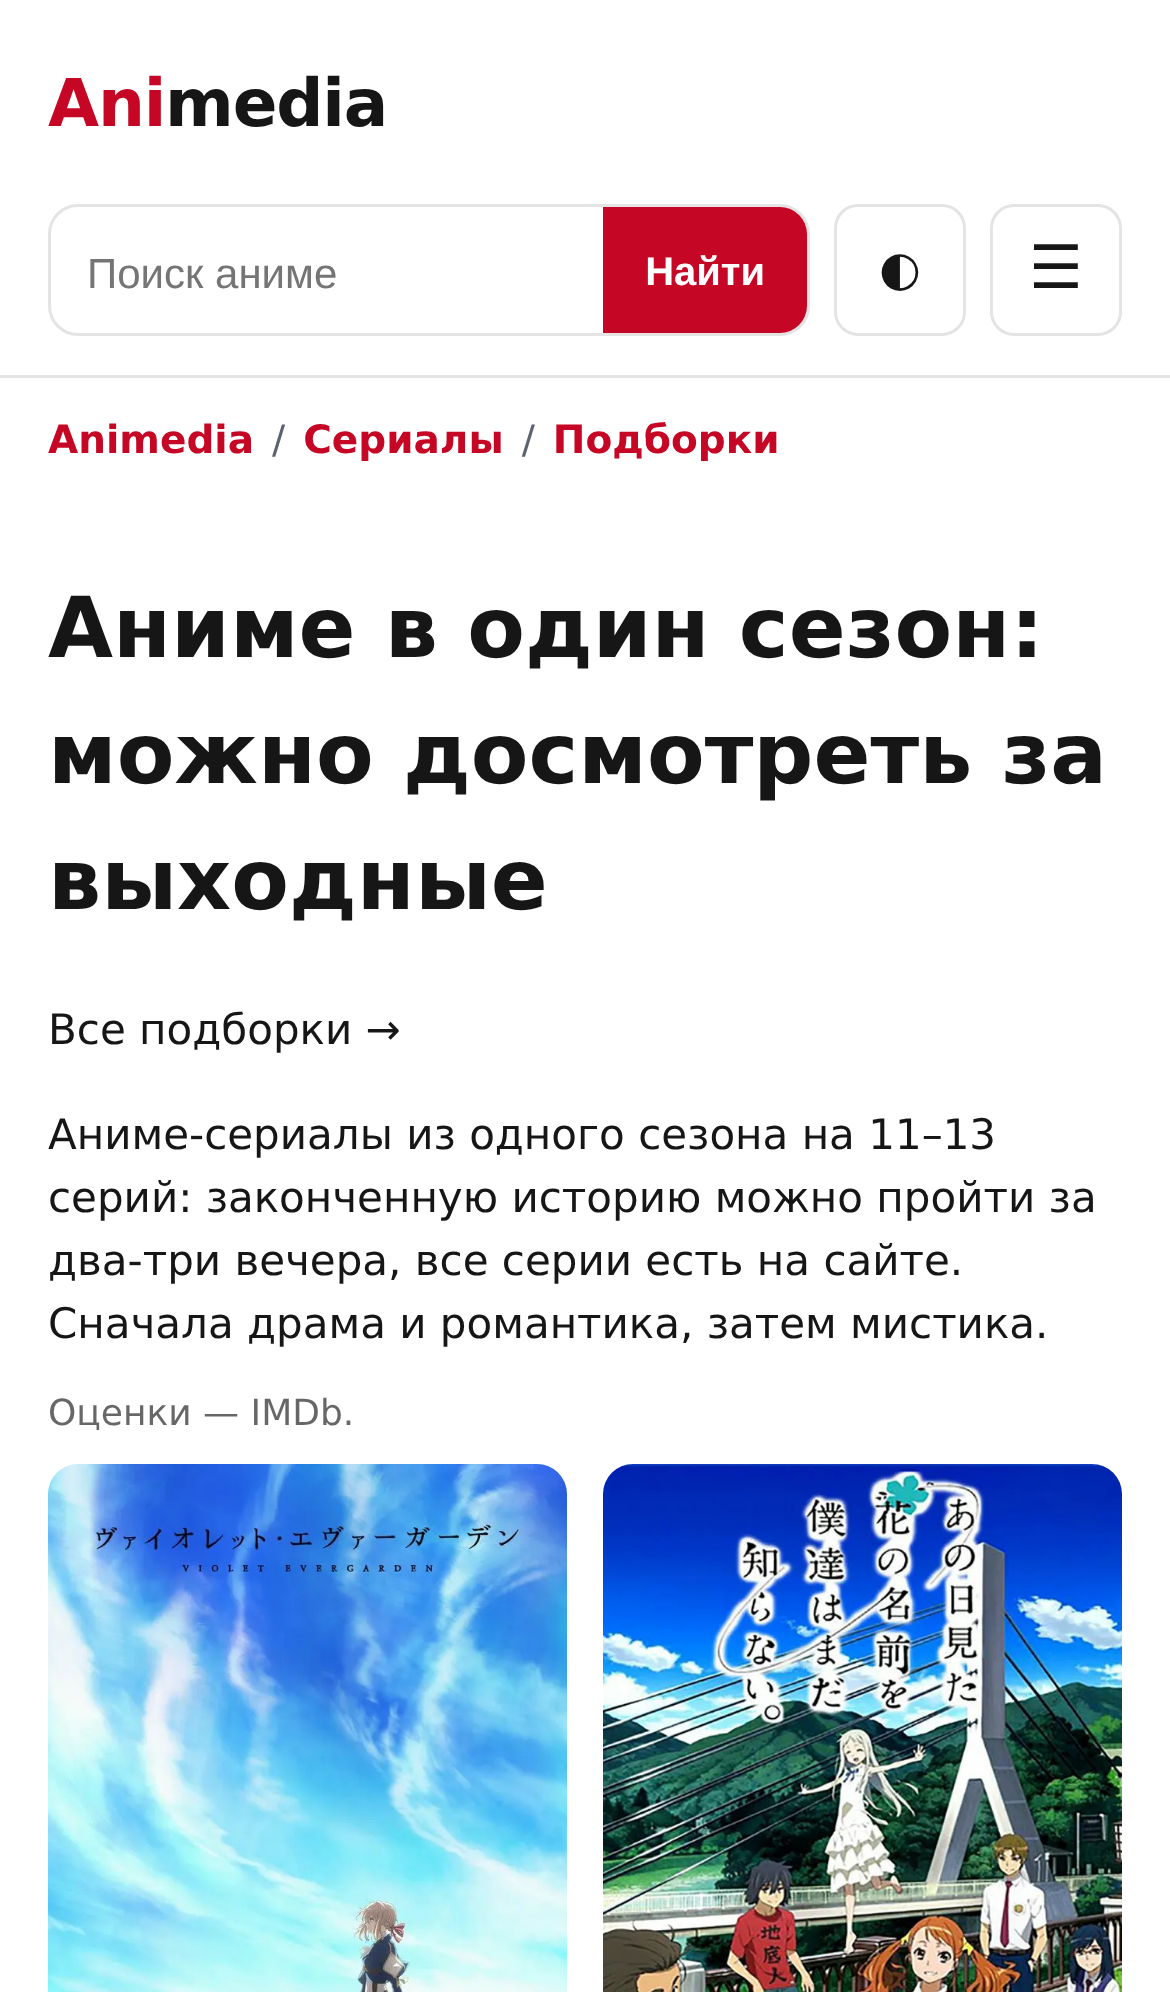 Animedia
Поиск аниме
Найти
Animedia / Сериалы / Подборки
Аниме в один сезон:
можно досмотреть за
выходные
Все подборки →
Аниме-сериалы из одного сезона на 11–13
серий: законченную историю можно пройти за
два-три вечера, все серии есть на сайте.
Сначала драма и романтика, затем мистика.
Оценки — IMDb.
ヴァイオレット・エヴァーガーデン
VIOLET EVERGARDEN
あの日見た
花の名前を
僕達はまだ
知らない。
地底人